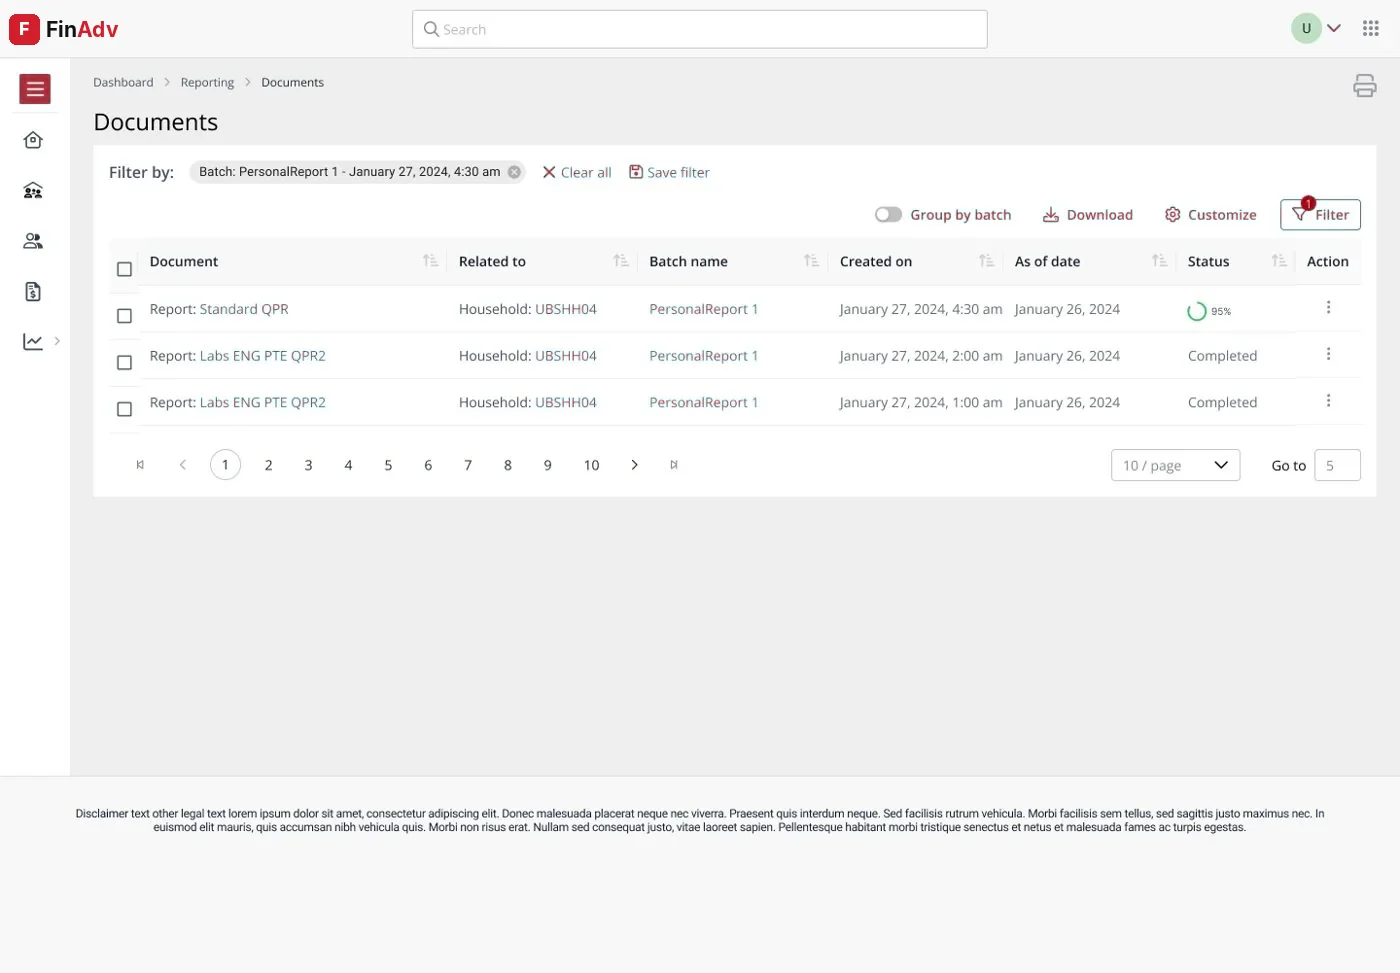 F FinAdv
Search
U
Dashboard > Reporting > Documents
Documents
Filter by: Batch: PersonalReport 1 - January 27, 2024, 4:30 am Clear all Save filter
Group by batch Download Customize 1 Filter
Document Related to Batch name Created on As of date Status Action
Report: Standard QPR Household: UBSHH04 PersonalReport 1 January 27, 2024, 4:30 am January 26, 2024 95%
Report: Labs ENG PTE QPR2 Household: UBSHH04 PersonalReport 1 January 27, 2024, 2:00 am January 26, 2024 Completed
Report: Labs ENG PTE QPR2 Household: UBSHH04 PersonalReport 1 January 27, 2024, 1:00 am January 26, 2024 Completed
1 2 3 4 5 6 7 8 9 10 10 / page Go to 5
Disclaimer text other legal text lorem ipsum dolor sit amet, consectetur adipiscing elit. Donec malesuada placerat neque nec viverra. Praesent quis interdum neque. Sed facilisis rutrum vehicula. Morbi facilisis sem tellus, sed sagittis justo maximus nec. In
euismod elit mauris, quis accumsan nibh vehicula quis. Morbi non risus erat. Nullam sed consequat justo, vitae laoreet sapien. Pellentesque habitant morbi tristique senectus et netus et malesuada fames ac turpis egestas.